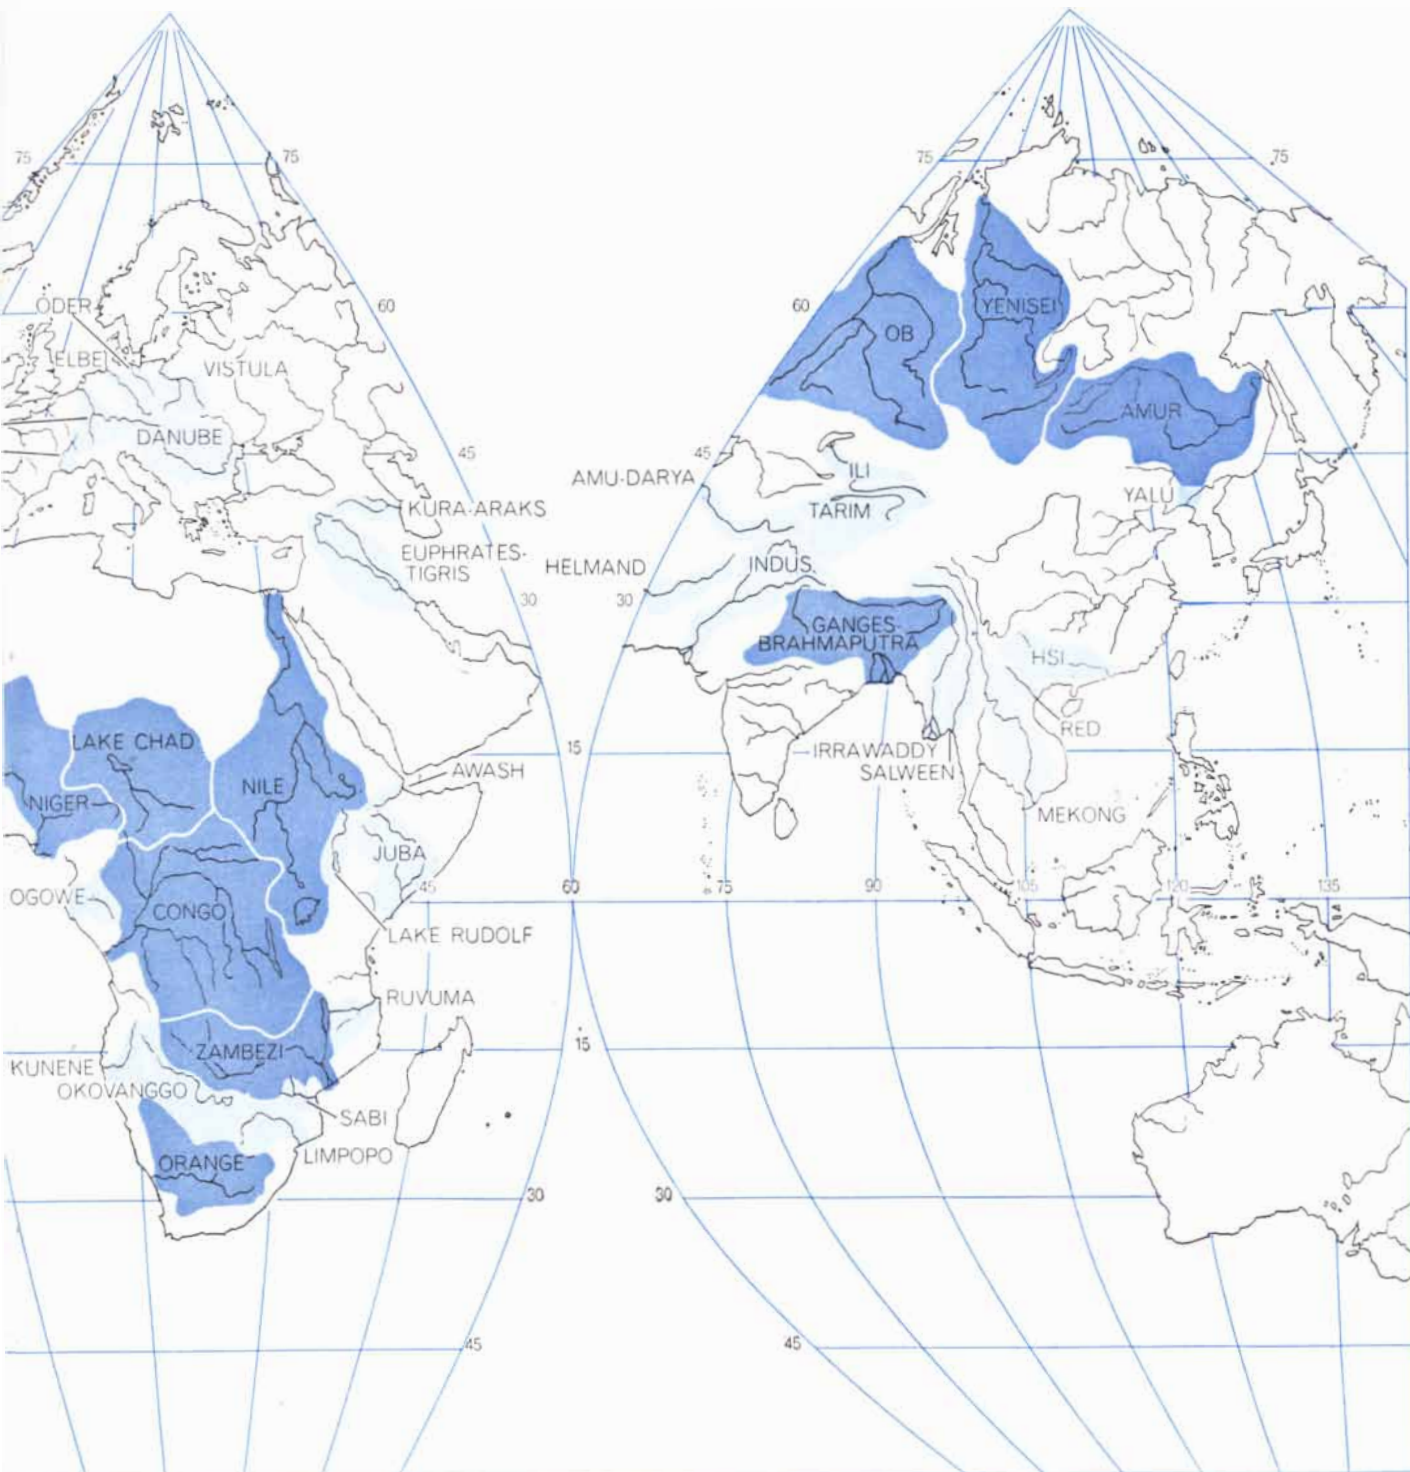 75
75
75
75
60
60
ODER
ELBE
VISTULA
DANUBE
45
45
KURA-ARAKS
EUPHRATES-
TIGRIS
30
30
OB
YENISEI
AMUR
AMU-DARYA
ILI
TARIM
YALU
HELMAND
INDUS
GANGES-
BRAHMAPUTRA
HSI
RED
IRRAWADDY
SALWEEN
MEKONG
LAKE CHAD
NIGER
NILE
15
AWASH
JUBA
OGOWE
CONGO
45
60
75
90
105
120
135
LAKE RUDOLF
RUVUMA
ZAMBEZI
15
KUNENE
OKOVANGGO
SABI
LIMPOPO
ORANGE
30
30
45
45